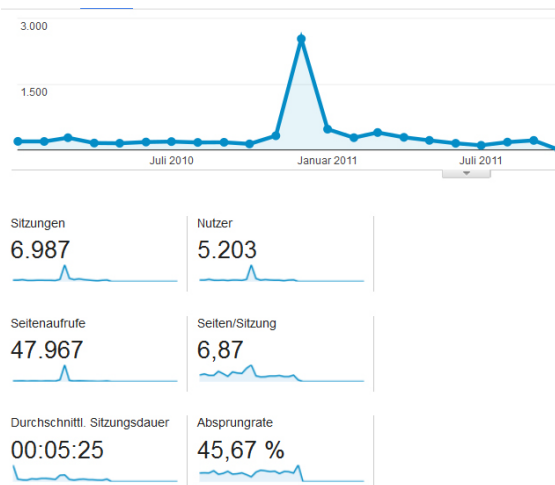 3.000
1.500
Juli 2010
Januar 2011
Juli 2011
Sitzungen
6.987
Nutzer
5.203
Seitenaufrufe
47.967
Seiten/Sitzung
6,87
Durchschnittl. Sitzungsdauer
00:05:25
Absprungrate
45,67 %